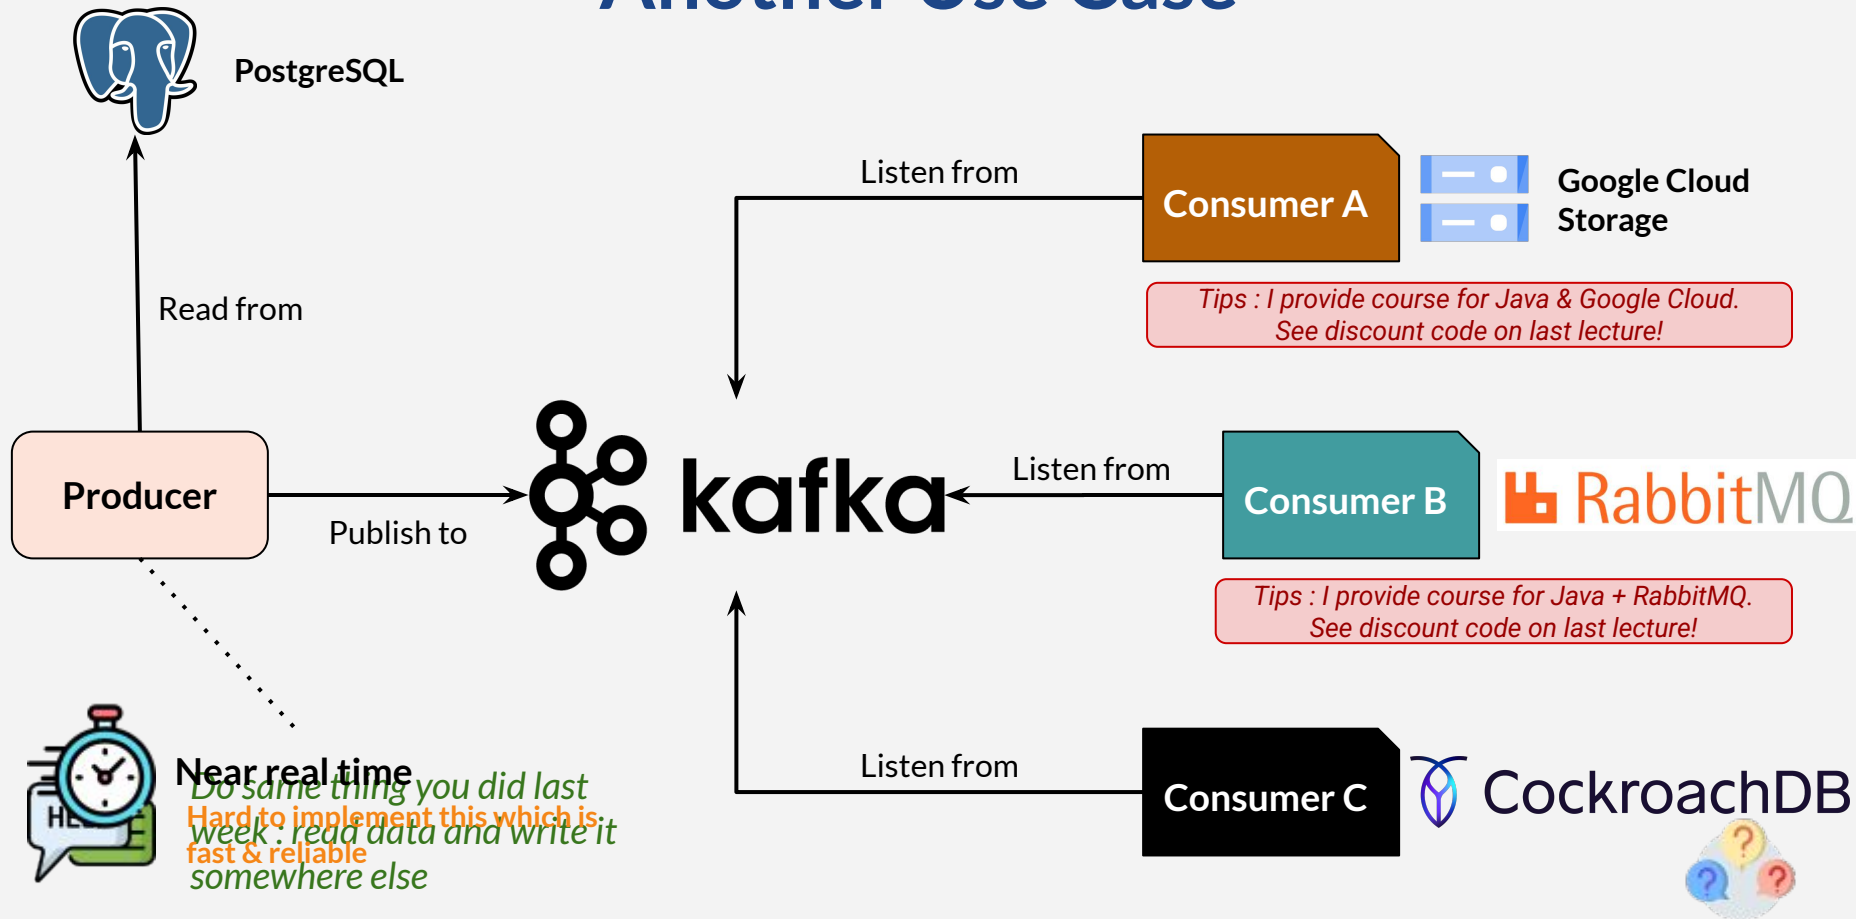 Another Use Case
PostgreSQL
Listen from
Consumer A
Google Cloud
Storage
Tips : I provide course for Java & Google Cloud.
See discount code on last lecture!
Read from
Producer
Publish to
kafka
Listen from
Consumer B
RabbitMQ
Tips : I provide course for Java + RabbitMQ.
See discount code on last lecture!
Near real time
Do same thing you did last
week : read data and write it
somewhere else
Hard to implement this which is
fast & reliable
Listen from
Consumer C
CockroachDB
? ? ?